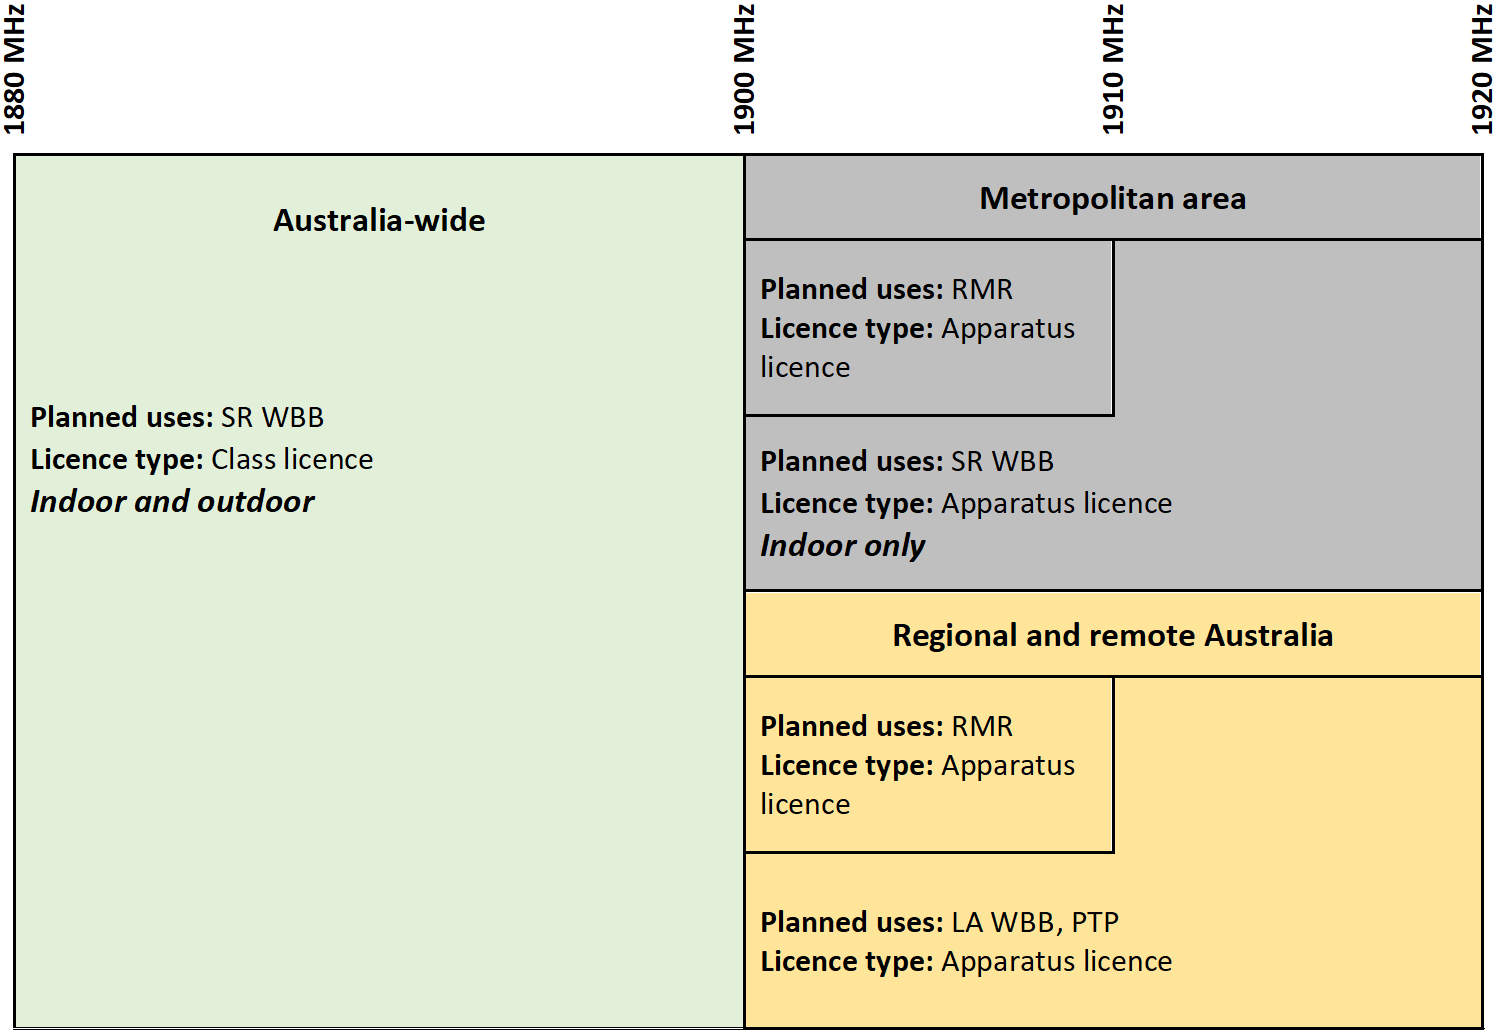 1880 MHz
1900 MHz
1910 MHz
1920 MHz
Australia-wide
Planned uses: SR WBB
Licence type: Class licence
Indoor and outdoor
Metropolitan area
Planned uses: RMR
Licence type: Apparatus
licence
Planned uses: SR WBB
Licence type: Apparatus licence
Indoor only
Regional and remote Australia
Planned uses: RMR
Licence type: Apparatus
licence
Planned uses: LA WBB, PTP
Licence type: Apparatus licence